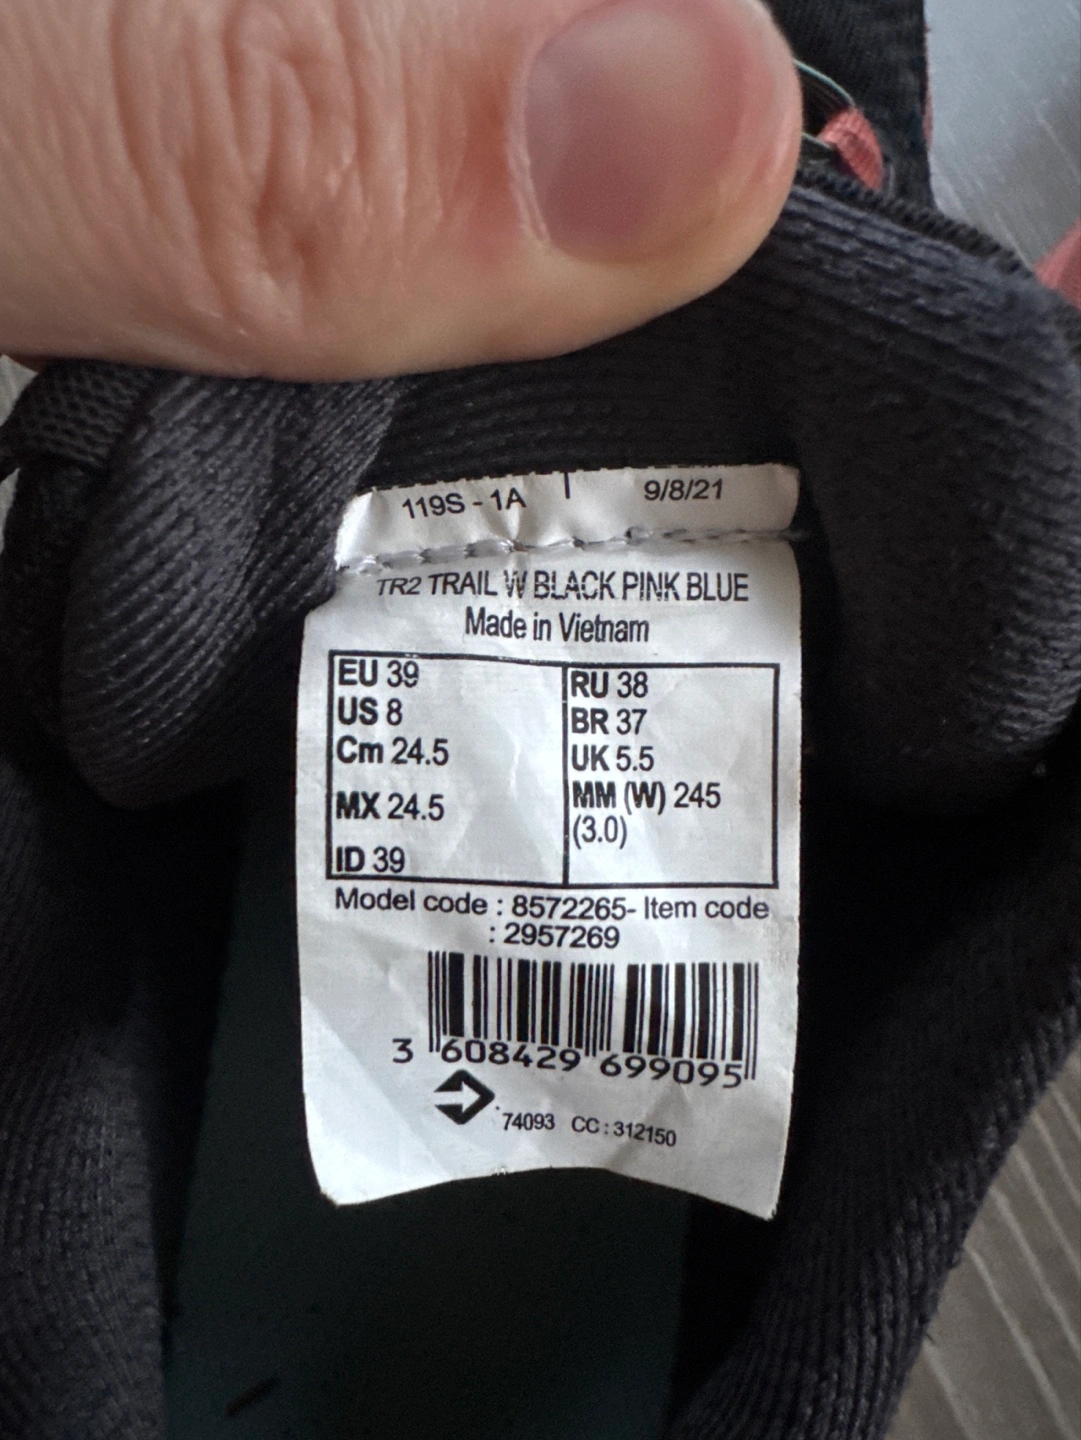 119S - 1A | 9/8/21
TR2 TRAIL W BLACK PINK BLUE
Made in Vietnam
EU 39
US 8
Cm 24.5
MX 24.5
ID 39
RU 38
BR 37
UK 5.5
MM (W) 245
(3.0)
Model code : 8572265- Item code
: 2957269
3 608429 699095
74093 CC : 312150